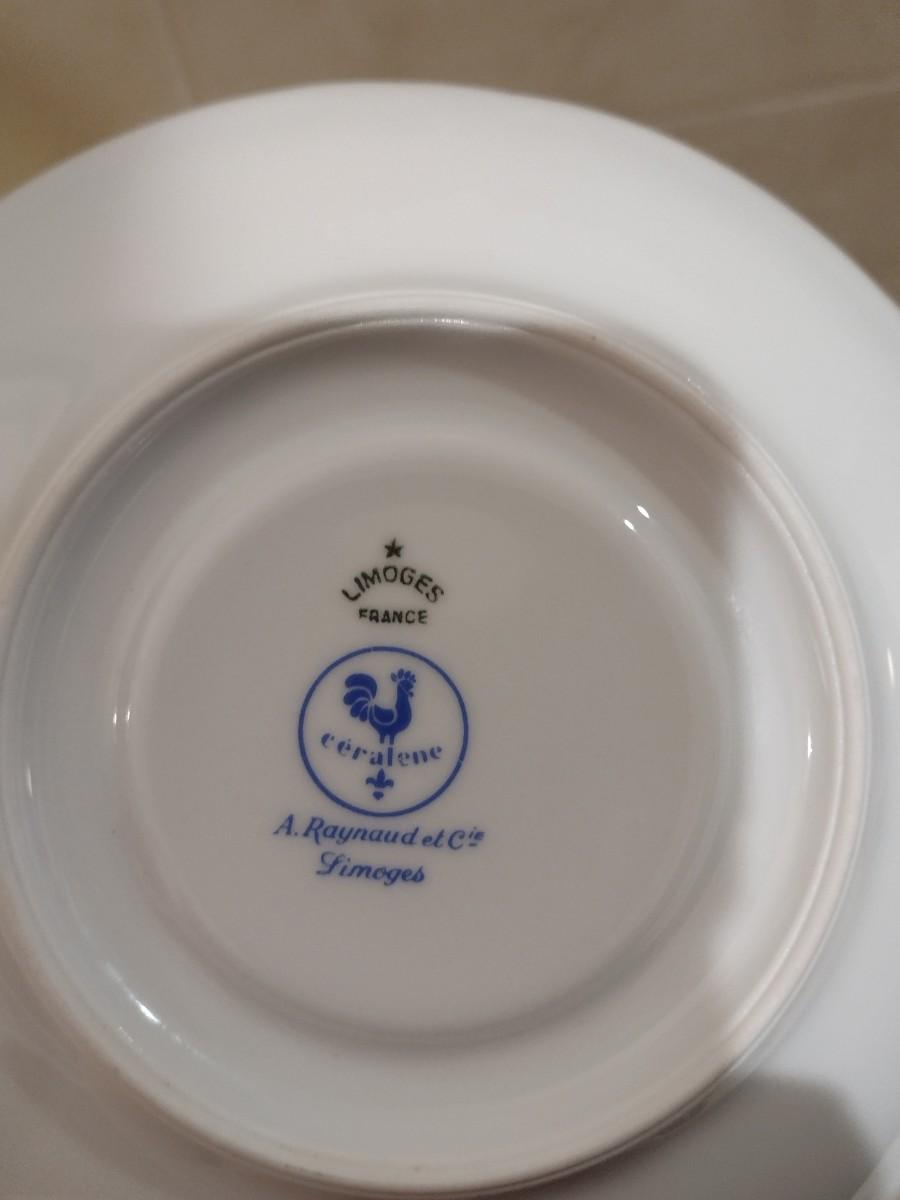 LIMOGES
FRANCE
céralene
A. Raynaud et Cie
Limoges